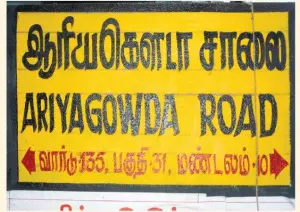 ஆரியகௌடா சாலை
ARIYAGOWDA ROAD
வார்டு-135, பகுதி-31, மண்டலம்-10